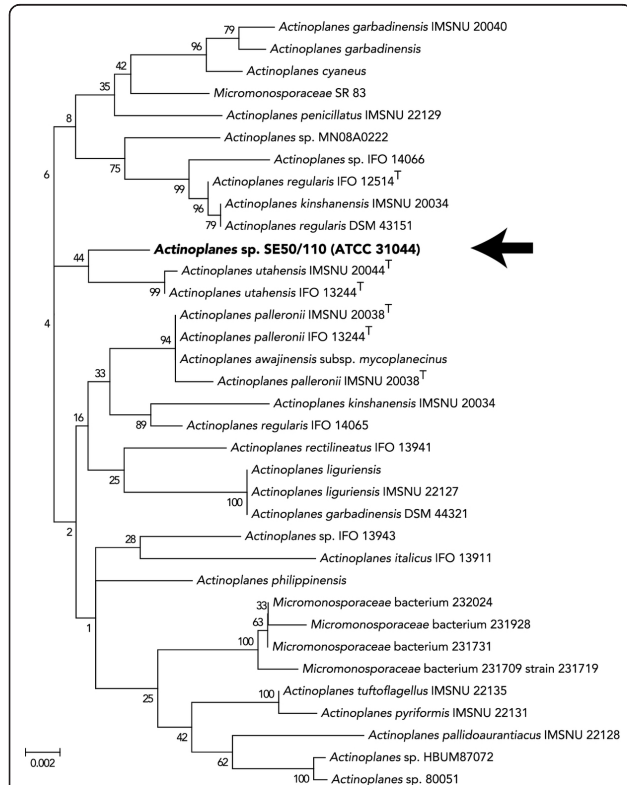 79
Actinoplanes garbadinensis IMSNU 20040
96
Actinoplanes garbadinensis
42
Actinoplanes cyaneus
35
Micromonosporaceae SR 83
8
Actinoplanes penicillatus IMSNU 22129
Actinoplanes sp. MN08A0222
75
Actinoplanes sp. IFO 14066
6
99
Actinoplanes regularis IFO 12514T
96
Actinoplanes kinshanensis IMSNU 20034
79
Actinoplanes regularis DSM 43151
Actinoplanes sp. SE50/110 (ATCC 31044)
44
Actinoplanes utahensis IMSNU 20044T
99
Actinoplanes utahensis IFO 13244T
4
Actinoplanes palleronii IMSNU 20038T
Actinoplanes palleronii IFO 13244T
94
Actinoplanes awajinensis subsp. mycoplanecinus
33
Actinoplanes palleronii IMSNU 20038T
Actinoplanes kinshanensis IMSNU 20034
16
89
Actinoplanes regularis IFO 14065
Actinoplanes rectilineatus IFO 13941
25
Actinoplanes liguriensis
Actinoplanes liguriensis IMSNU 22127
100
Actinoplanes garbadinensis DSM 44321
2
28
Actinoplanes sp. IFO 13943
Actinoplanes italicus IFO 13911
Actinoplanes philippinensis
1
33
Micromonosporaceae bacterium 232024
63
Micromonosporaceae bacterium 231928
100
Micromonosporaceae bacterium 231731
Micromonosporaceae bacterium 231709 strain 231719
25
100
Actinoplanes tuftoflagellus IMSNU 22135
Actinoplanes pyriformis IMSNU 22131
42
Actinoplanes pallidoaurantiacus IMSNU 22128
62
Actinoplanes sp. HBUM87072
100
Actinoplanes sp. 80051
0.002